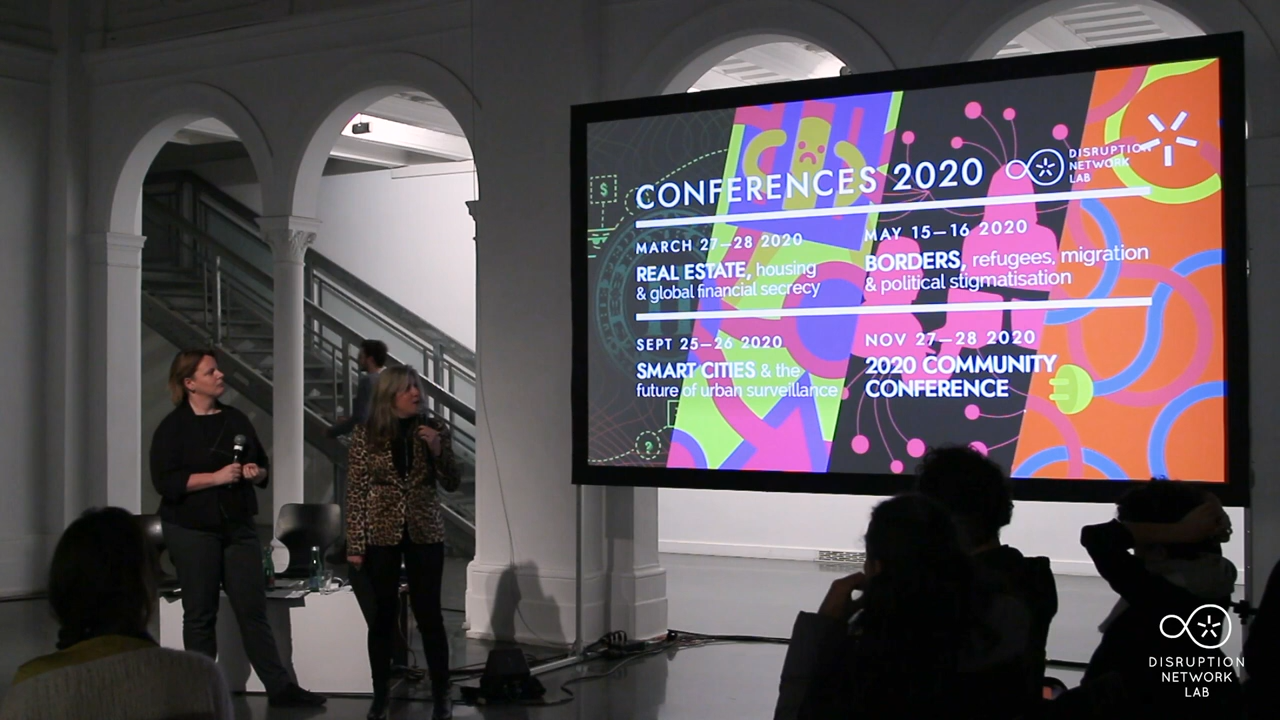 CONFERENCES 2020
DISRUPTION
NETWORK
LAB
MARCH 27—28 2020
REAL ESTATE, housing
& global financial secrecy
MAY 15—16 2020
BORDERS, refugees, migration
& political stigmatisation
SEPT 25—26 2020
SMART CITIES & the
future of urban surveillance
NOV 27—28 2020
2020 COMMUNITY
CONFERENCE
$
?
DISRUPTION
NETWORK
LAB